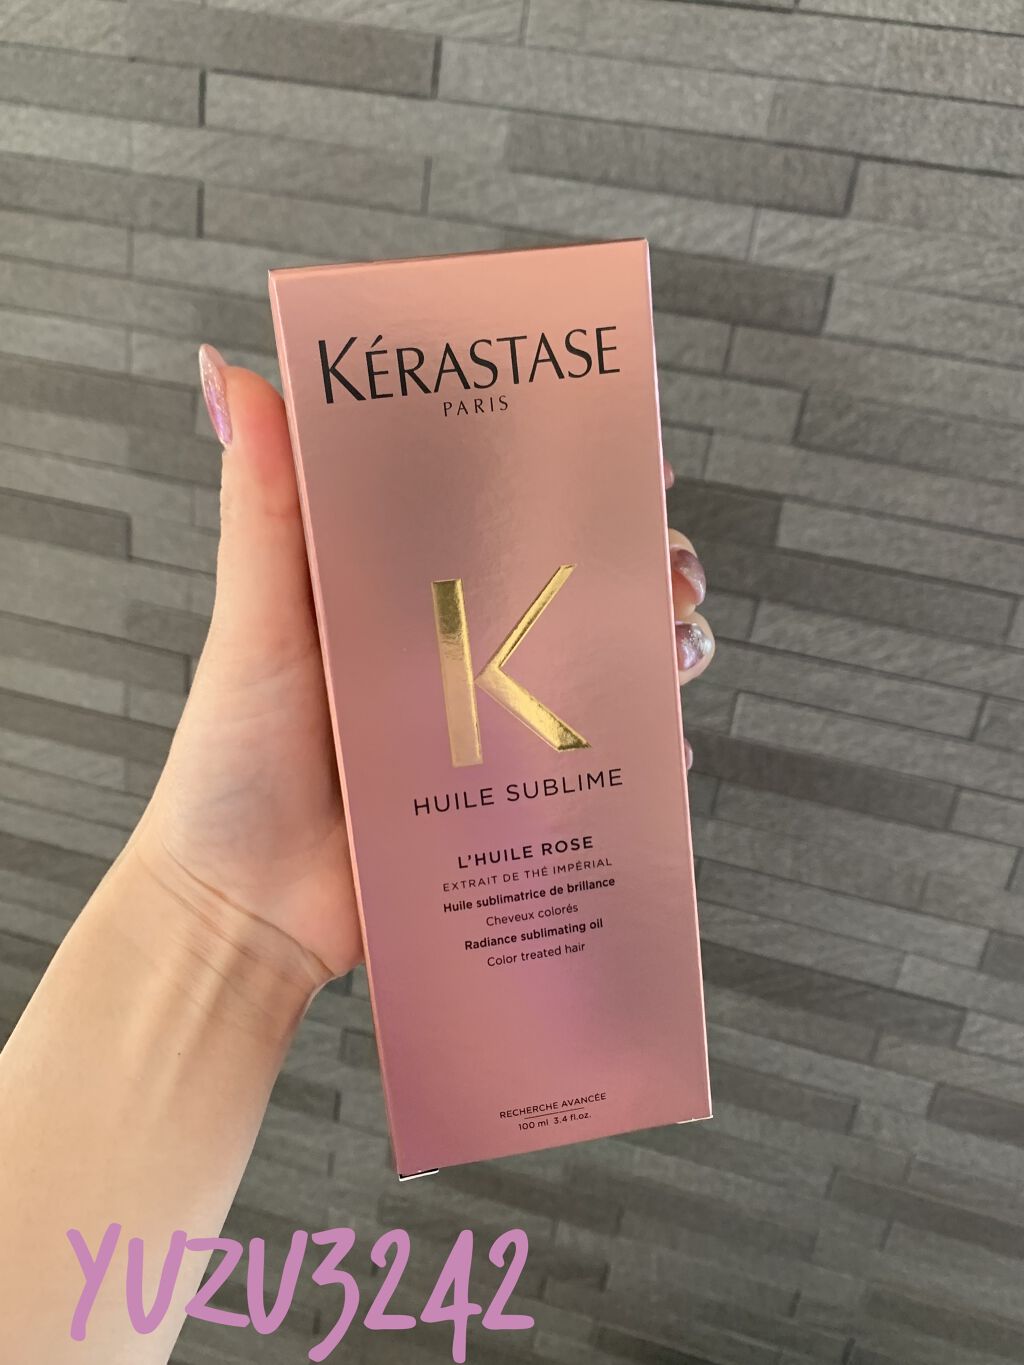 KÉRASTASE
PARIS
K
HUILE SUBLIME
L'HUILE ROSE
EXTRAIT DE THÉ IMPÉRIAL
Huile sublimatrice de brillance
Cheveux colorés
Radiance sublimating oil
Color treated hair
RECHERCHE AVANCÉE
100 ml 3.4 fl.oz.
YUZU3242